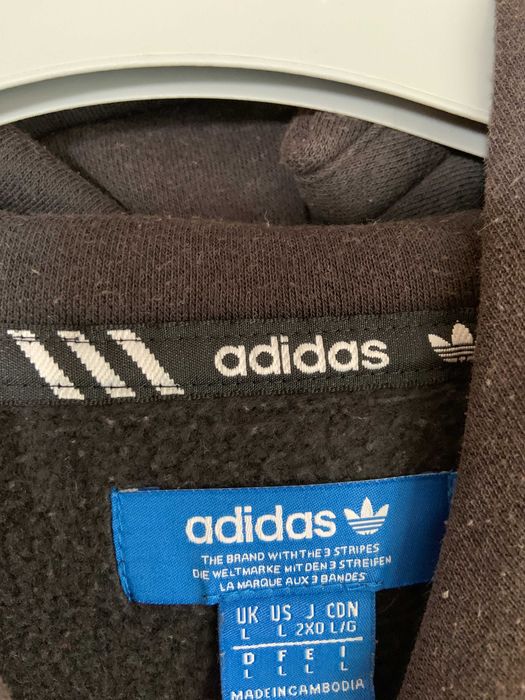 adidas
adidas
THE BRAND WITH THE 3 STRIPES
DIE WELTMARKE MIT DEN 3 STREIFEN
LA MARQUE AUX 3 BANDES
UK US J CDN
L L 2XO L/G
D F E I
L L L L
MADE IN CAMBODIA